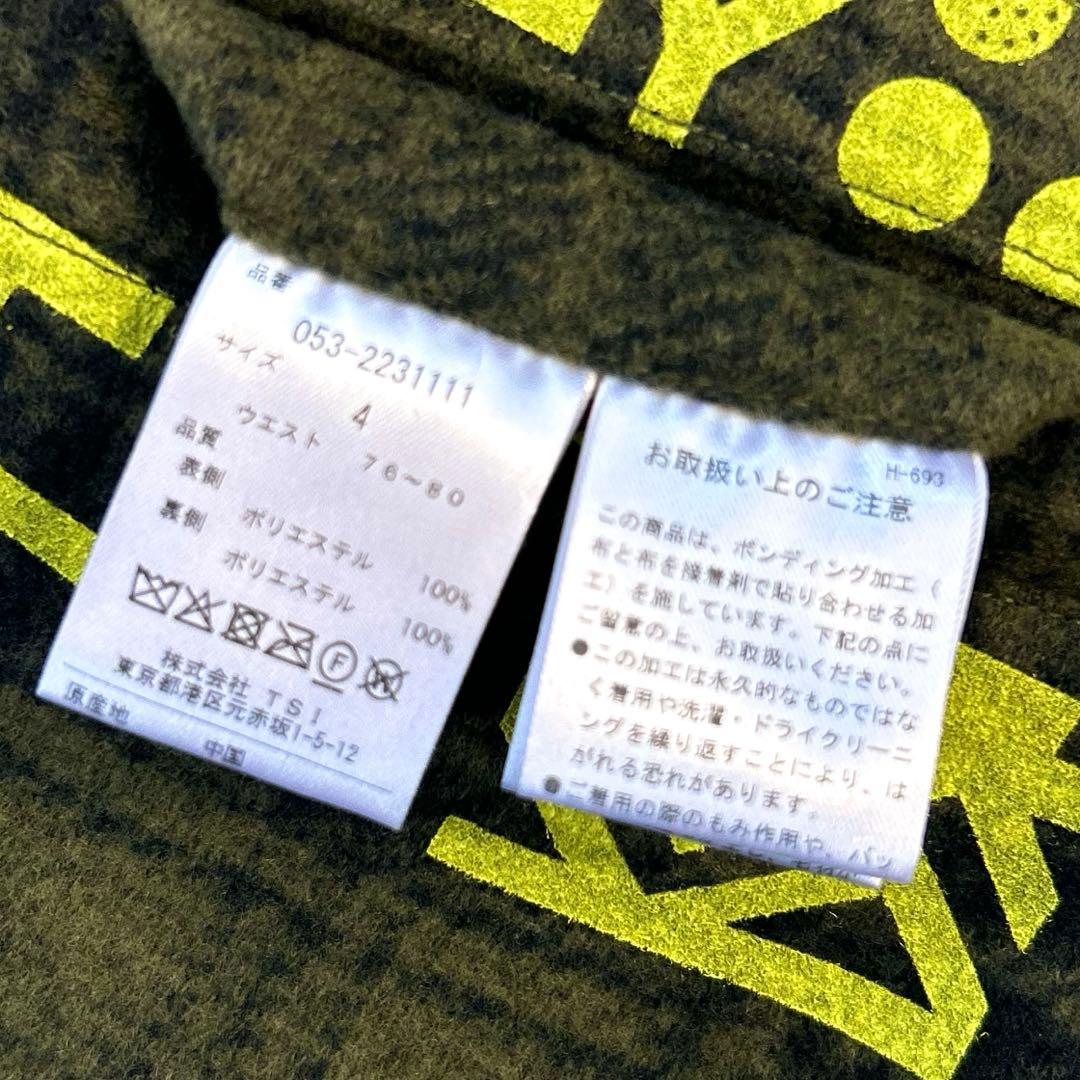 品番
053-2231111
サイズ
4
ウエスト 76～80
品質
表側 ポリエステル 100%
裏側 ポリエステル 100%
F
株式会社 TSI
東京都港区元赤坂1-5-12
原産地
中国
H-693
お取扱い上のご注意
この商品は、ボンディング加工（
布と布を接着剤で貼り合わせる加
工）を施しています。下記の点に
ご留意の上、お取扱いください。
●この加工は永久的なものではな
く着用や洗濯・ドライクリーニ
ングを繰り返すことにより、は
がれる恐れがあります。
●ご着用の際のもみ作用や、バッ